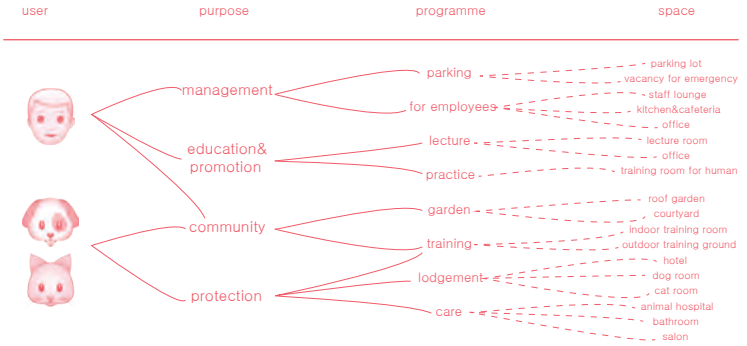 user purpose programme space
management
education&
promotion
community
protection
parking
for employees
lecture
practice
garden
training
lodgement
care
parking lot
vacancy for emergency
staff lounge
kitchen&cafeteria
office
lecture room
office
training room for human
roof garden
courtyard
indoor training room
outdoor training ground
hotel
dog room
cat room
animal hospital
bathroom
salon